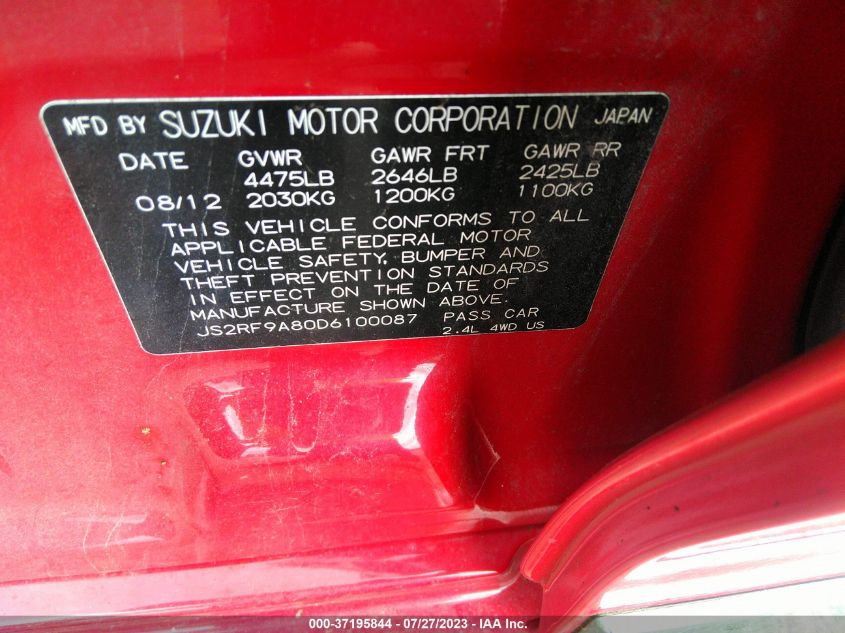 MFD BY SUZUKI MOTOR CORPORATION JAPAN
DATE GVWR GAWR FRT GAWR RR
4475LB 2646LB 2425LB
08/12 2030KG 1200KG 1100KG
THIS VEHICLE CONFORMS TO ALL
APPLICABLE FEDERAL MOTOR
VEHICLE SAFETY, BUMPER AND
THEFT PREVENTION STANDARDS
IN EFFECT ON THE DATE OF
MANUFACTURE SHOWN ABOVE.
JS2RF9A80D6100087 PASS CAR
2.4L 4WD US
000-37195844 / 07/27/2023 - IAA Inc.